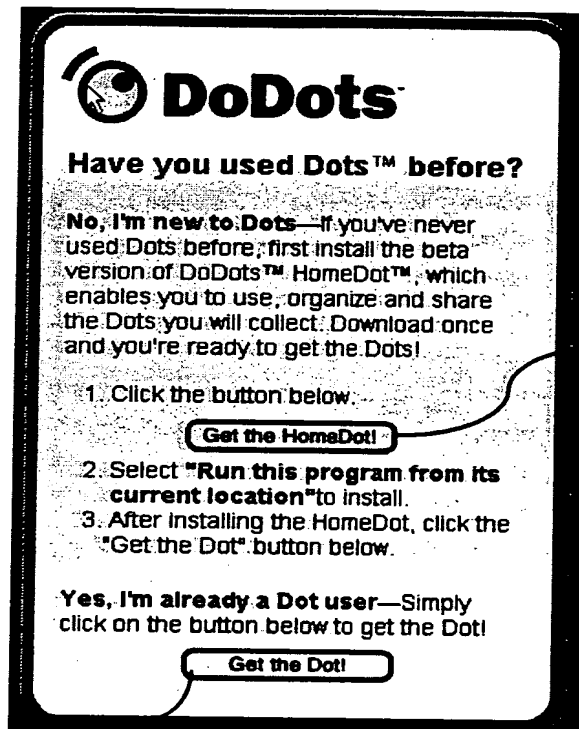 DoDots™
Have you used Dots™ before?
No, I'm new to Dots—If you've never
used Dots before, first install the beta
version of DoDots™ HomeDot™, which
enables you to use, organize and share
the Dots you will collect. Download once
and you're ready to get the Dots!
1. Click the button below.
Get the HomeDot!
2. Select "Run this program from its
current location"to install.
3. After installing the HomeDot, click the
"Get the Dot" button below.
Yes, I'm already a Dot user—Simply
click on the button below to get the Dot!
Get the Dot!